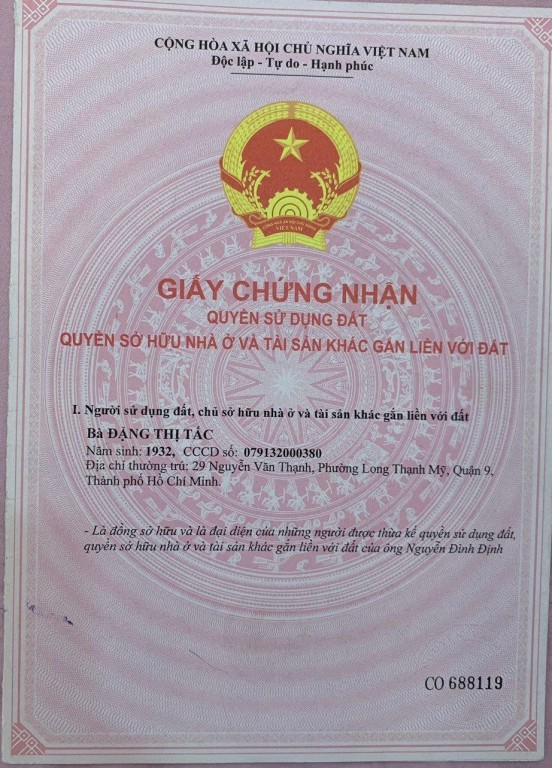 CỘNG HÒA XÃ HỘI CHỦ NGHĨA VIỆT NAM
Độc lập - Tự do - Hạnh phúc
VIỆT NAM
GIẤY CHỨNG NHẬN
QUYỀN SỬ DỤNG ĐẤT
QUYỀN SỞ HỮU NHÀ Ở VÀ TÀI SẢN KHÁC GẮN LIỀN VỚI ĐẤT
I. Người sử dụng đất, chủ sở hữu nhà ở và tài sản khác gắn liền với đất
Bà ĐẶNG THỊ TẮC
Năm sinh: 1932, CCCD số: 079132000380
Địa chỉ thường trú: 29 Nguyễn Văn Thạnh, Phường Long Thạnh Mỹ, Quận 9,
Thành phố Hồ Chí Minh.
- Là đồng sở hữu và là đại diện của những người được thừa kế quyền sử dụng đất,
quyền sở hữu nhà ở và tài sản khác gắn liền với đất của ông Nguyễn Đình Định
CO 688119